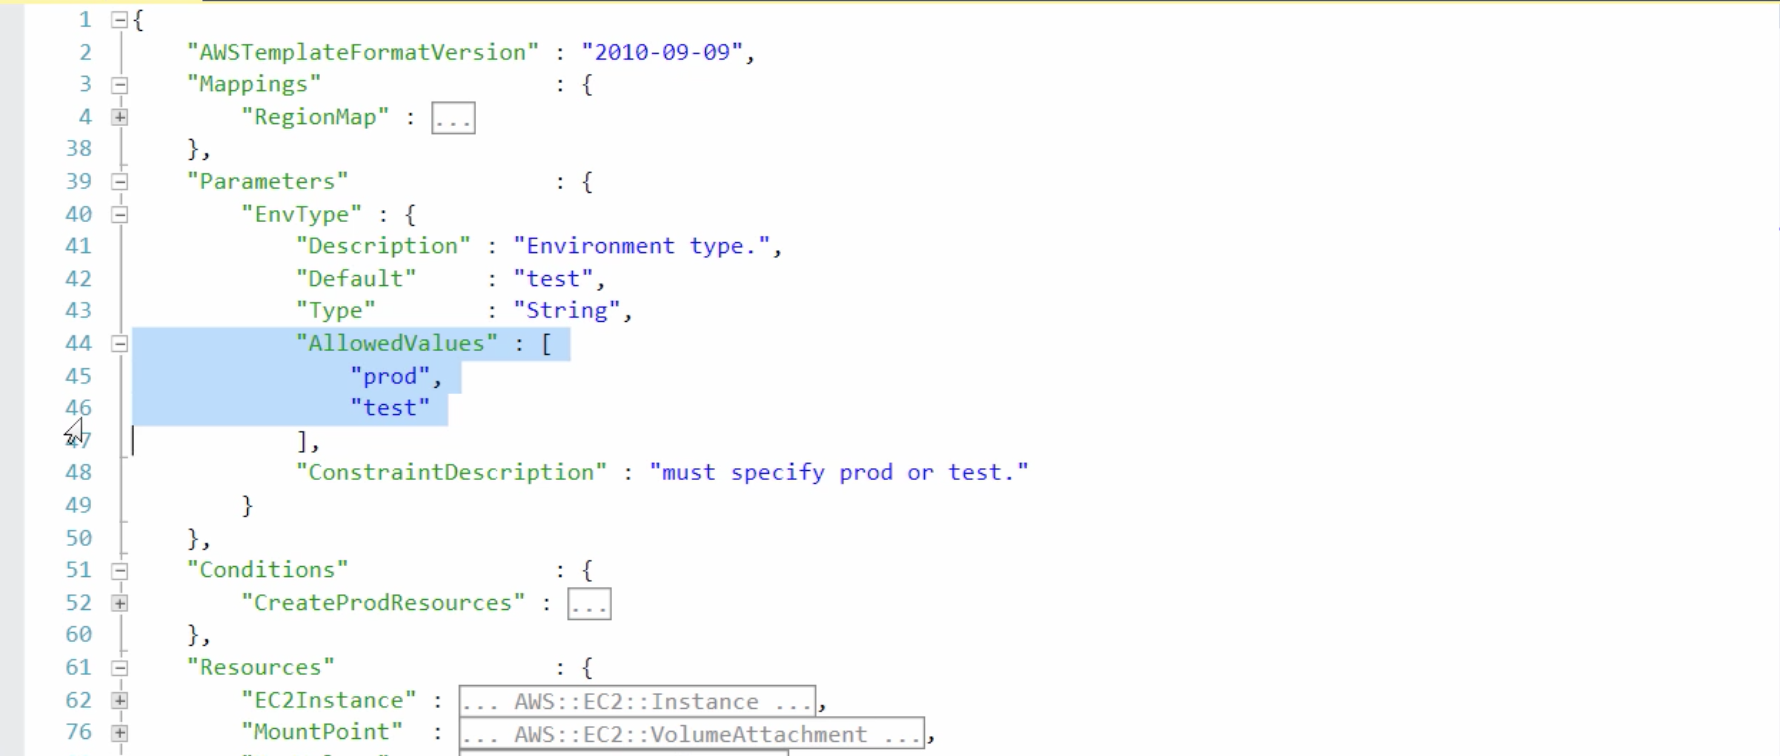 1 {
2 "AWSTemplateFormatVersion" : "2010-09-09",
3 "Mappings" : {
4 "RegionMap" : ...
38 },
39 "Parameters" : {
40 "EnvType" : {
41 "Description" : "Environment type.",
42 "Default" : "test",
43 "Type" : "String",
44 "AllowedValues" : [
45 "prod",
46 "test"
47 ],
48 "ConstraintDescription" : "must specify prod or test."
49 }
50 },
51 "Conditions" : {
52 "CreateProdResources" : ...
60 },
61 "Resources" : {
62 "EC2Instance" : ... AWS::EC2::Instance ...,
76 "MountPoint" : ... AWS::EC2::VolumeAttachment ...,